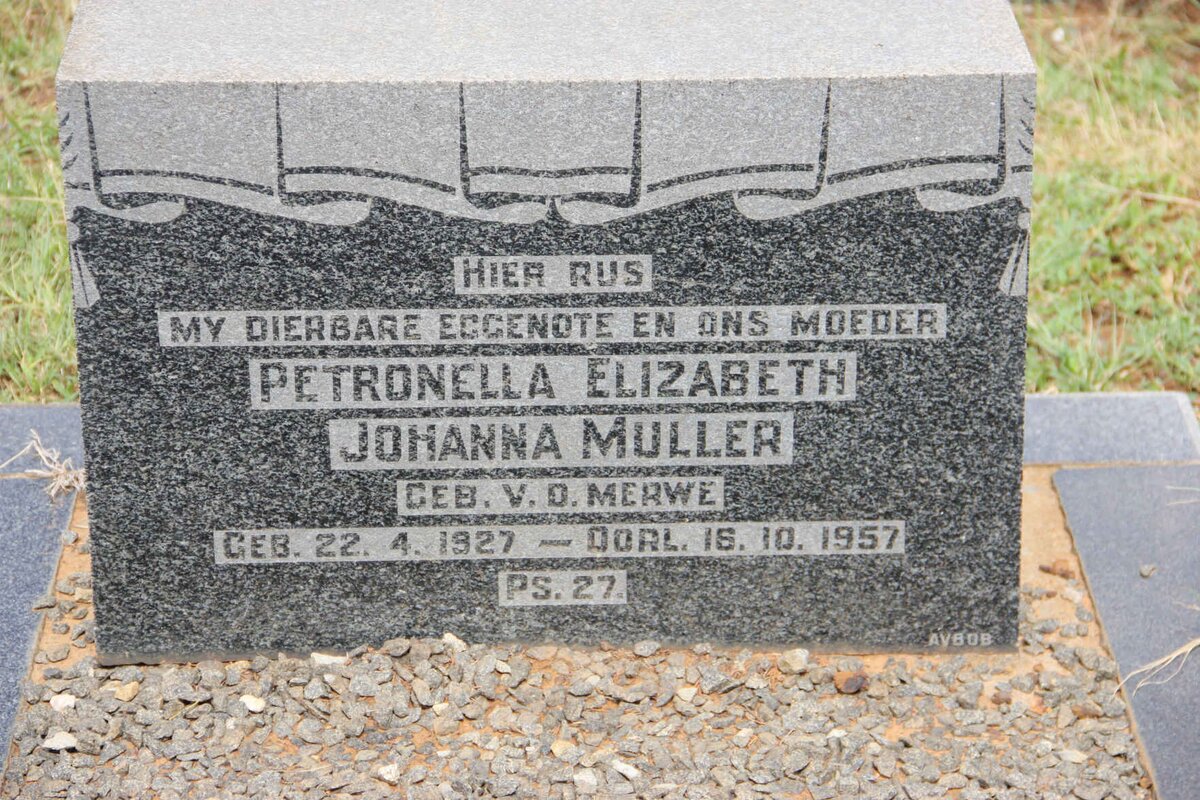 HIER RUS
MY DIERBARE EGGENOTE EN ONS MOEDER
PETRONELLA ELIZABETH
JOHANNA MULLER
GEB. V. D. MERWE
GEB. 22. 4. 1927 — OORL. 16. 10. 1957
PS. 27.
AVBOB